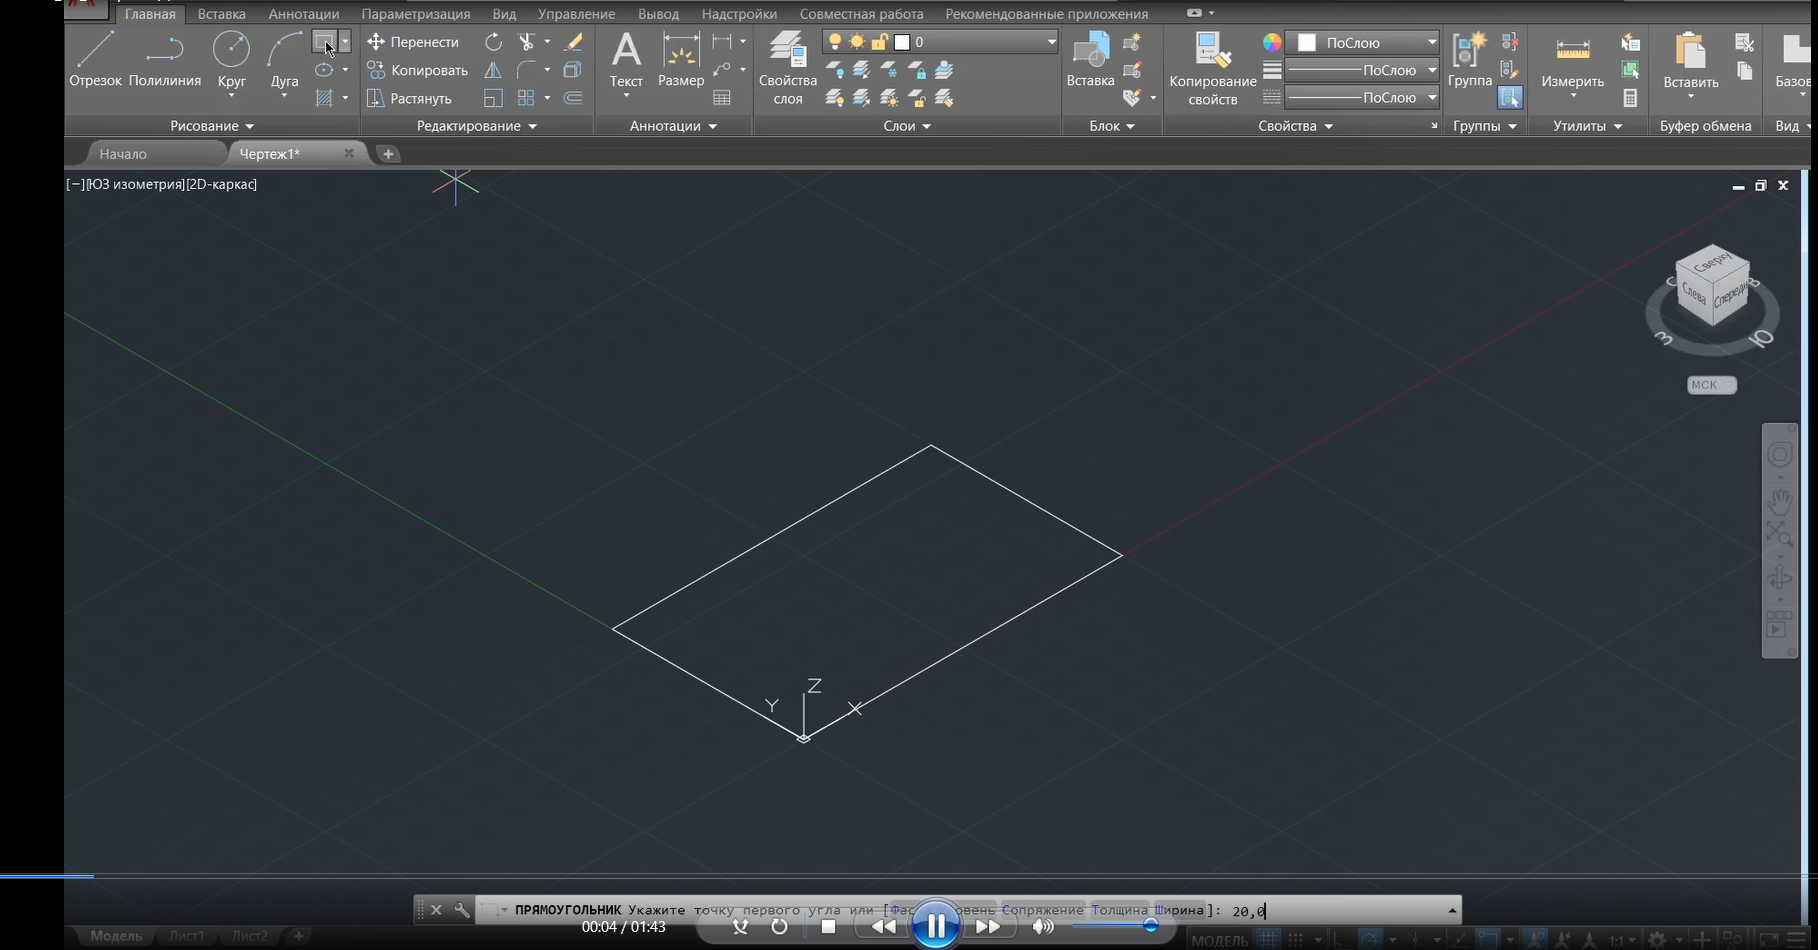 Главная Вставка Аннотации Параметризация Вид Управление Вывод Надстройки Совместная работа Рекомендованные приложения
Отрезок Полилиния Круг Дуга
Перенести
Копировать
Растянуть
Текст Размер
Свойства
слоя
0
Вставка
Копирование
свойств
ПоСлою
ПоСлою
ПоСлою
Группа
Измерить
Вставить
Рисование Редактирование Аннотации Слои Блок Свойства Группы Утилиты Буфер обмена Вид
Начало Чертеж1*
[−][ЮЗ изометрия][2D-каркас]
Сверху
Слева Спереди
С В
З Ю
МСК
Z
Y X
ПРЯМОУГОЛЬНИК Укажите точку первого угла или [Фас овень Сопряжение Толщина Ширина]: 20,0
00:04 / 01:43
Модель Лист1 Лист2 +
МОДЕЛЬ 1:1